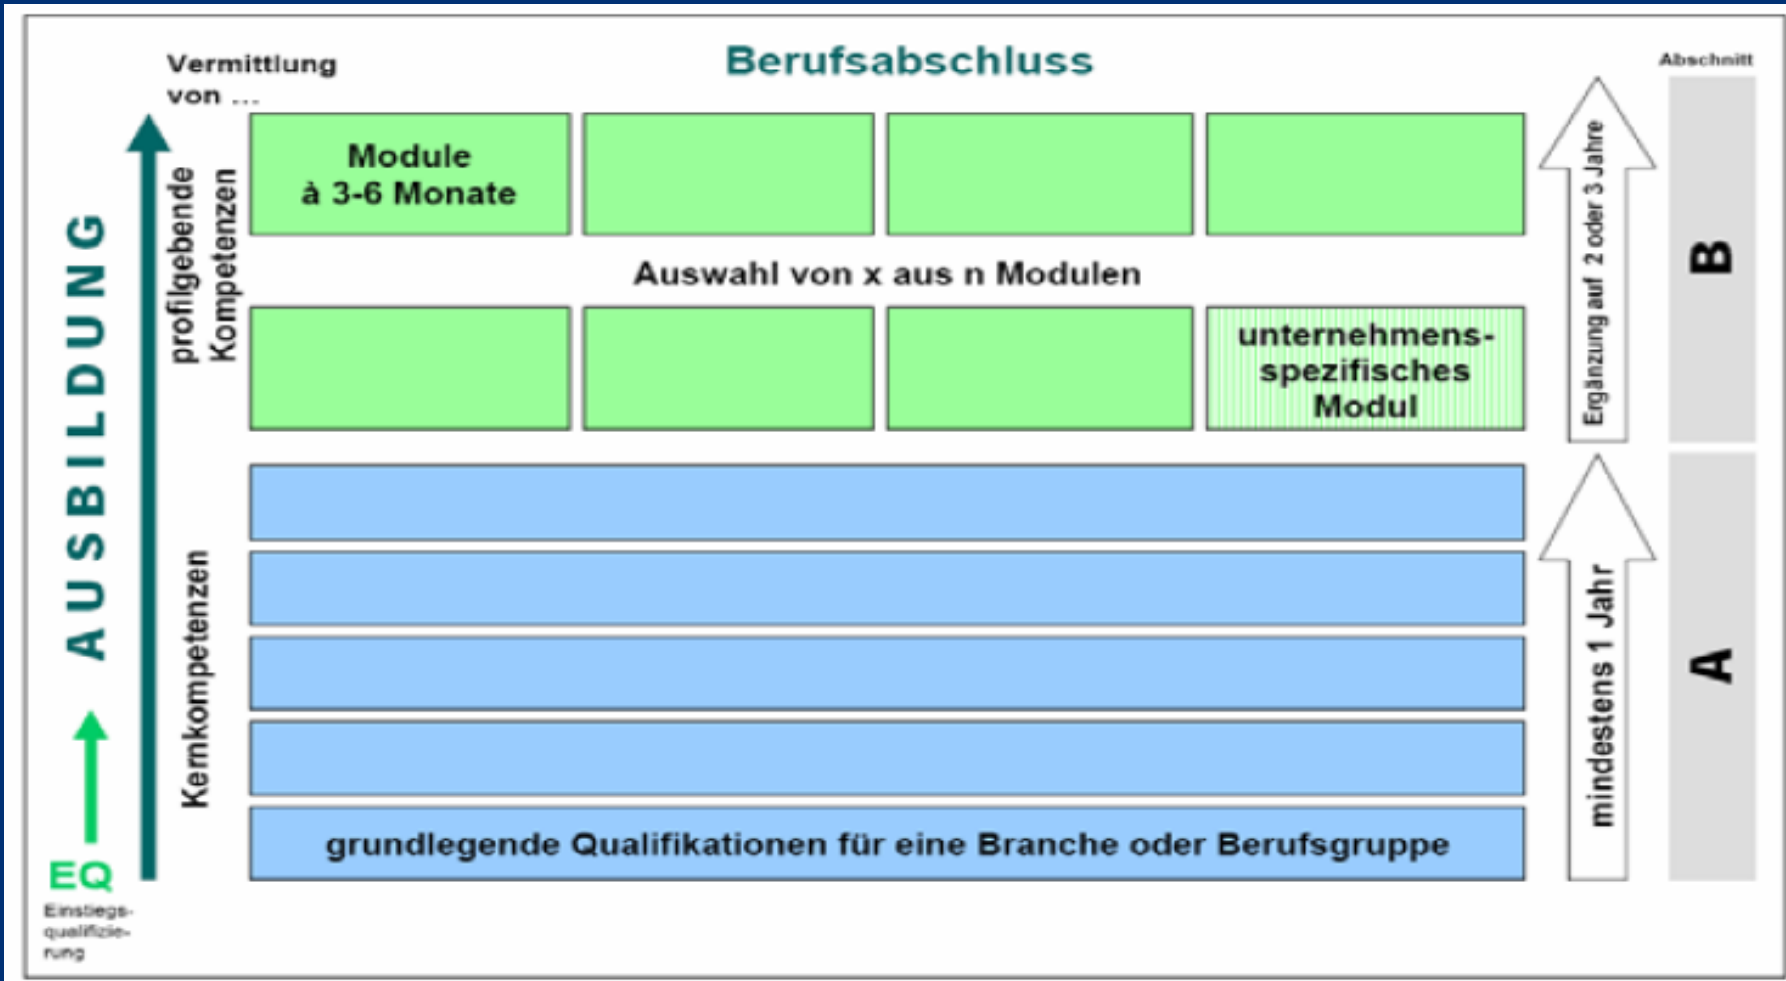 Berufsabschluss
Abschnitt
Vermittlung
von ...
Module
à 3-6 Monate
profilgebende
Kompetenzen
Auswahl von x aus n Modulen
unternehmens-
spezifisches
Modul
Ergänzung auf 2 oder 3 Jahre
B
AUSBILDUNG
Kernkompetenzen
grundlegende Qualifikationen für eine Branche oder Berufsgruppe
mindestens 1 Jahr
A
EQ
Einstiegs-
qualifizie-
rung